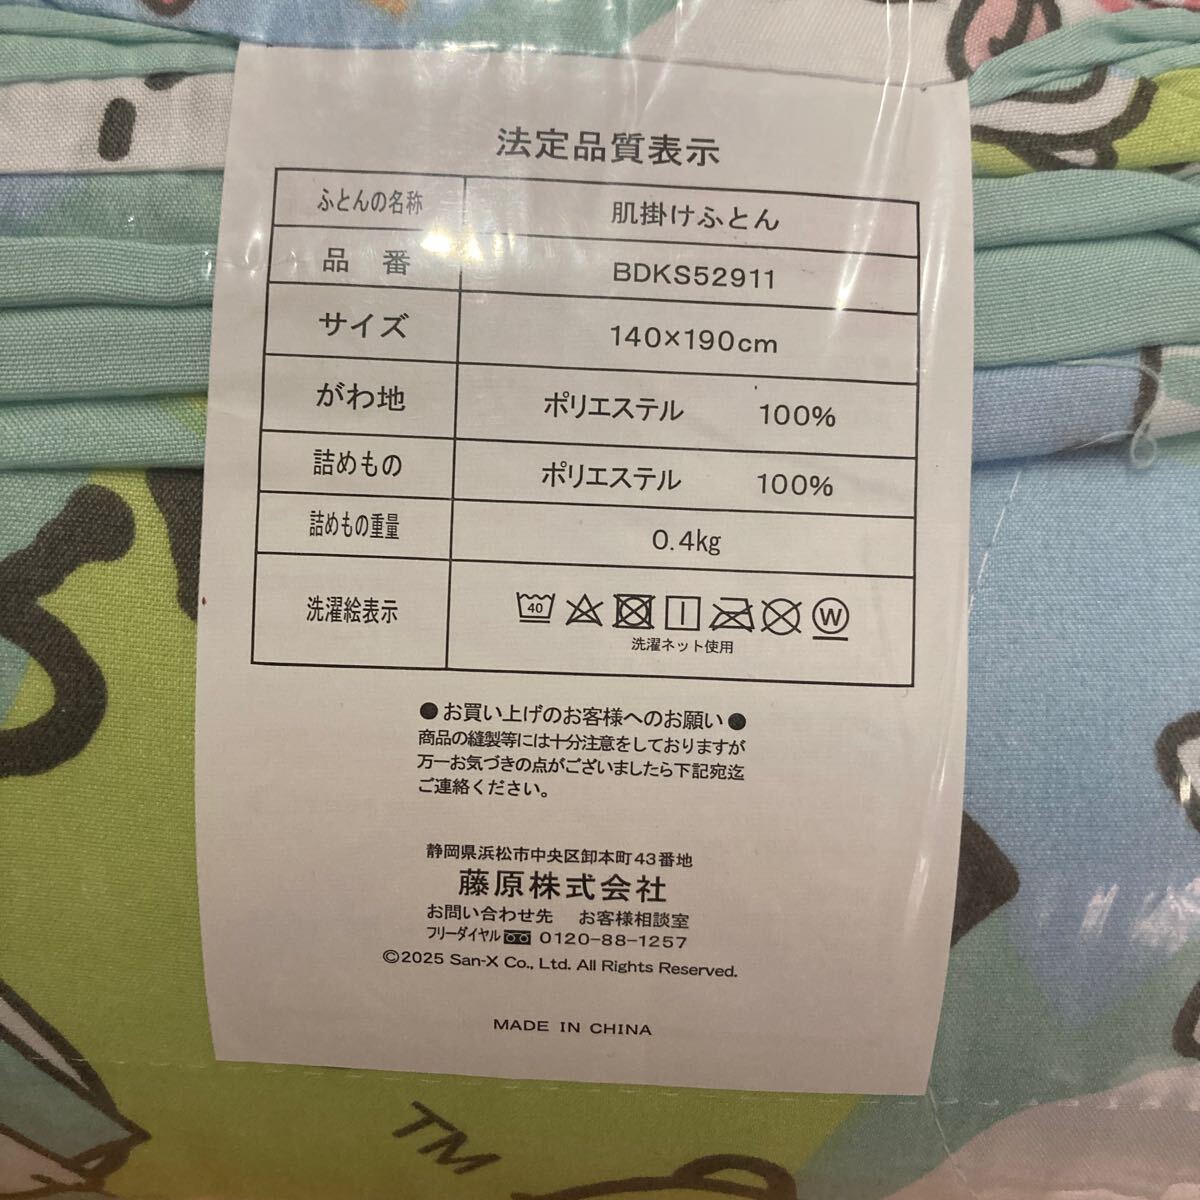 法定品質表示
ふとんの名称 肌掛けふとん
品 番 BDKS52911
サイズ 140×190cm
がわ地 ポリエステル 100%
詰めもの ポリエステル 100%
詰めもの重量 0.4kg
洗濯絵表示 40 W
洗濯ネット使用
●お買い上げのお客様へのお願い●
商品の縫製等には十分注意をしておりますが
万一お気づきの点がございましたら下記宛迄
ご連絡ください。
静岡県浜松市中央区卸本町43番地
藤原株式会社
お問い合わせ先 お客様相談室
フリーダイヤル 0120-88-1257
©2025 San-X Co., Ltd. All Rights Reserved.
MADE IN CHINA
TM